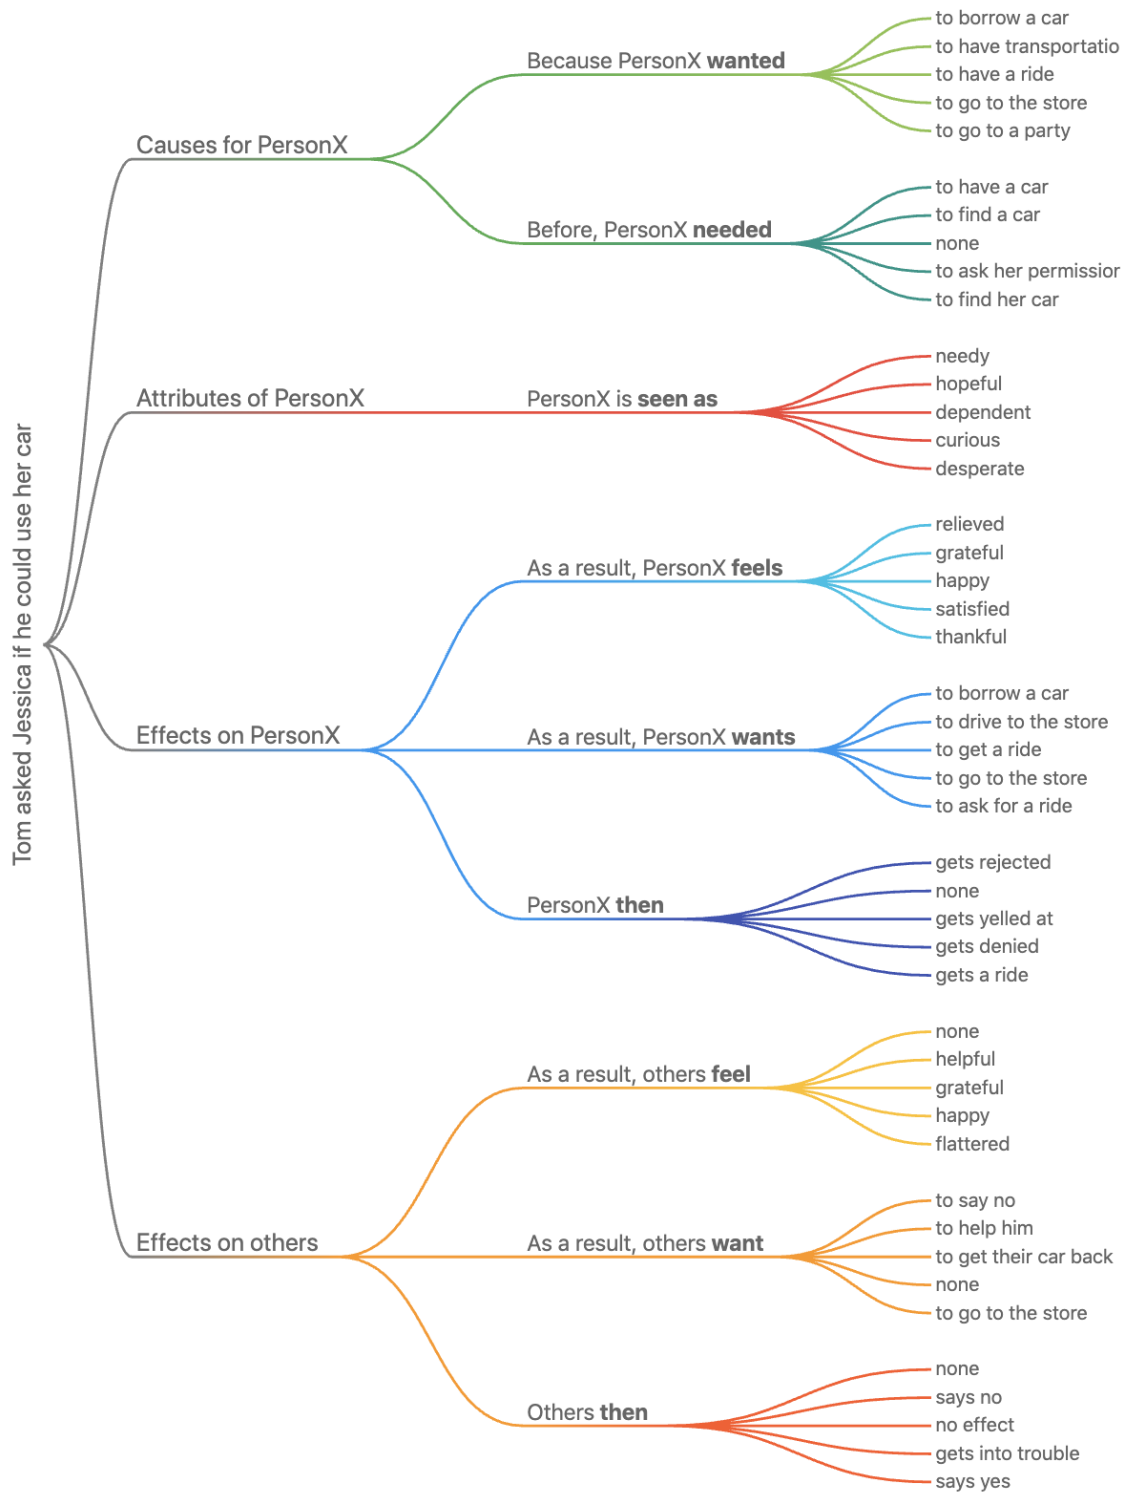 Tom asked Jessica if he could use her car
Causes for PersonX
Because PersonX wanted
to borrow a car
to have transportatio
to have a ride
to go to the store
to go to a party
Before, PersonX needed
to have a car
to find a car
none
to ask her permissior
to find her car
Attributes of PersonX
PersonX is seen as
needy
hopeful
dependent
curious
desperate
Effects on PersonX
As a result, PersonX feels
relieved
grateful
happy
satisfied
thankful
As a result, PersonX wants
to borrow a car
to drive to the store
to get a ride
to go to the store
to ask for a ride
PersonX then
gets rejected
none
gets yelled at
gets denied
gets a ride
Effects on others
As a result, others feel
none
helpful
grateful
happy
flattered
As a result, others want
to say no
to help him
to get their car back
none
to go to the store
Others then
none
says no
no effect
gets into trouble
says yes